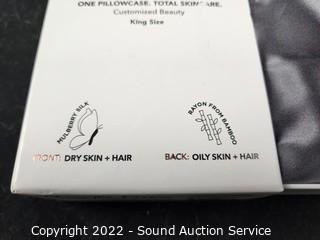 ONE PILLOWCASE. TOTAL SKINCARE.
Customized Beauty
King Size
MULBERRY SILK
RAYON FROM BAMBOO
FRONT: DRY SKIN + HAIR
BACK: OILY SKIN + HAIR
Copyright 2022 - Sound Auction Service